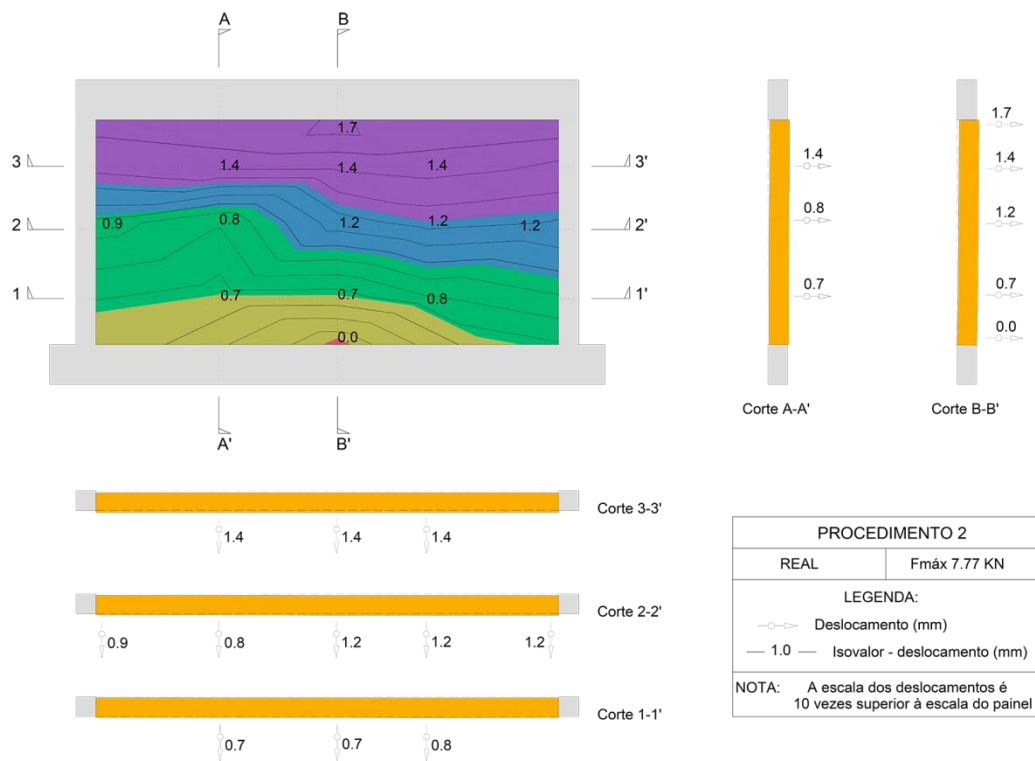 A
B
1.7
3
1.4
1.4
1.4
3'
2
0.9
0.8
1.2
1.2
1.2
2'
1
0.7
0.7
0.8
1'
0.0
A'
B'
1.4
0.8
0.7
Corte A-A'
1.7
1.4
1.2
0.7
0.0
Corte B-B'
Corte 3-3'
1.4
1.4
1.4
Corte 2-2'
0.9
0.8
1.2
1.2
1.2
Corte 1-1'
0.7
0.7
0.8
PROCEDIMENTO 2
REAL
Fmáx 7.77 KN
LEGENDA:
Deslocamento (mm)
1.0 Isovalor - deslocamento (mm)
NOTA: A escala dos deslocamentos é
10 vezes superior à escala do painel